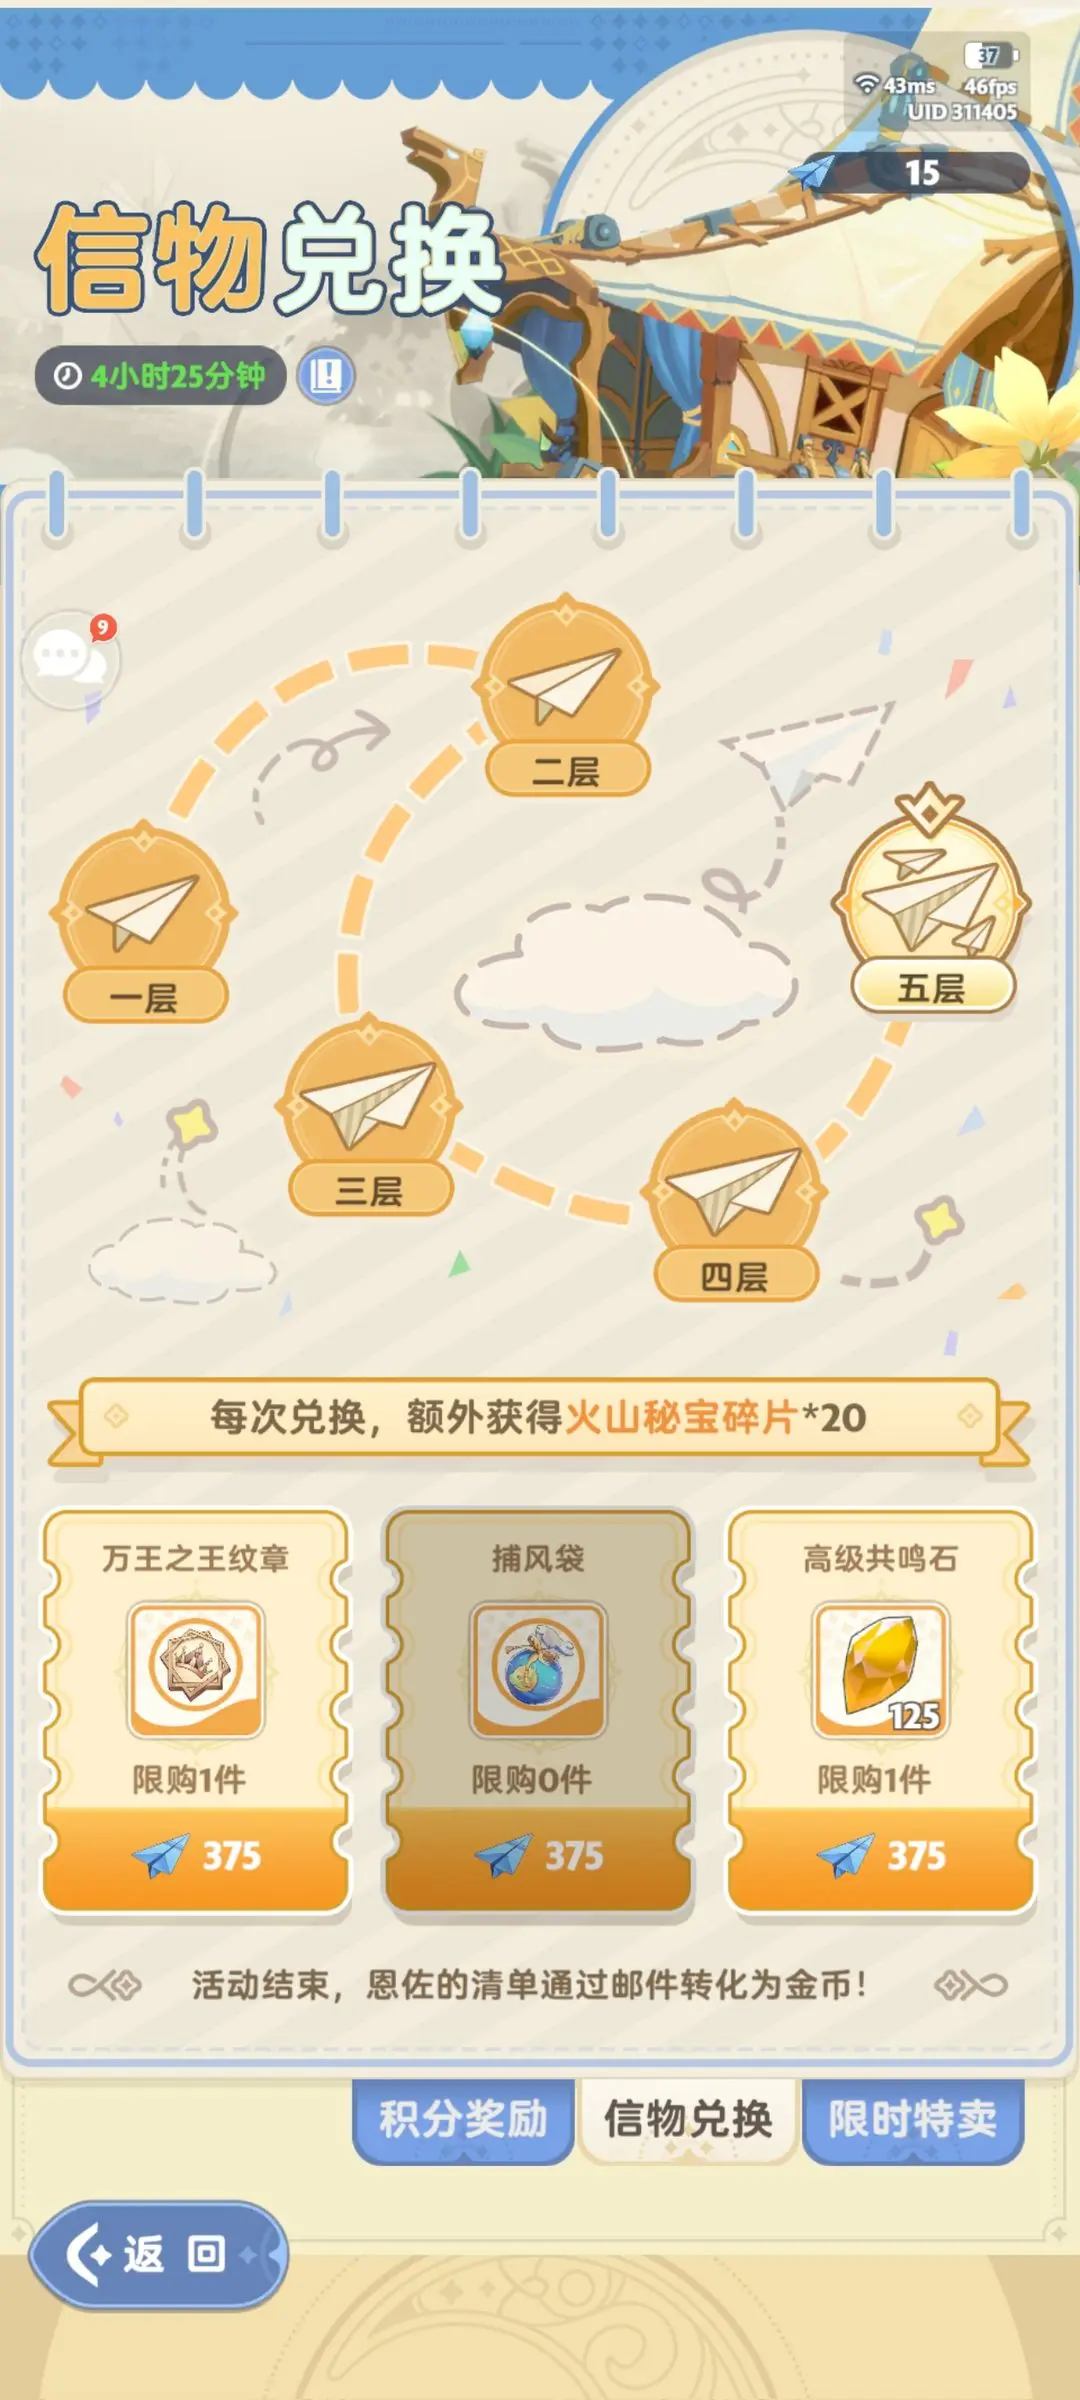 37
43ms 46fps
UID 311405
15
信物兑换
4小时25分钟
9
二层
五层
一层
三层
四层
每次兑换，额外获得火山秘宝碎片*20
万王之王纹章
限购1件
375
捕风袋
限购0件
375
高级共鸣石
125
限购1件
375
活动结束，恩佐的清单通过邮件转化为金币！
积分奖励 信物兑换 限时特卖
返回